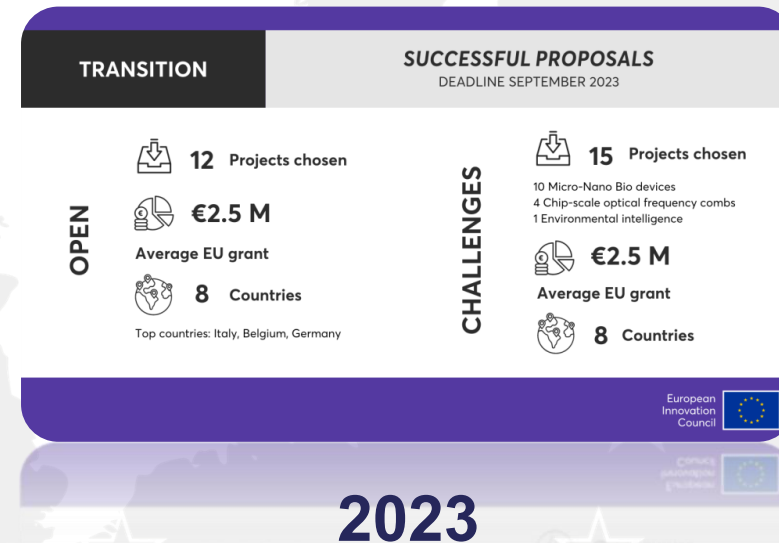 TRANSITION
SUCCESSFUL PROPOSALS
DEADLINE SEPTEMBER 2023
OPEN
12 Projects chosen
€2.5 M
Average EU grant
8 Countries
Top countries: Italy, Belgium, Germany
CHALLENGES
15 Projects chosen
10 Micro-Nano Bio devices
4 Chip-scale optical frequency combs
1 Environmental intelligence
€2.5 M
Average EU grant
8 Countries
European
Innovation
Council
2023